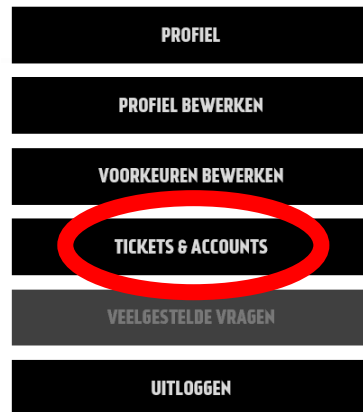 PROFIEL
PROFIEL BEWERKEN
VOORKEUREN BEWERKEN
TICKETS & ACCOUNTS
VEELGESTELDE VRAGEN
UITLOGGEN